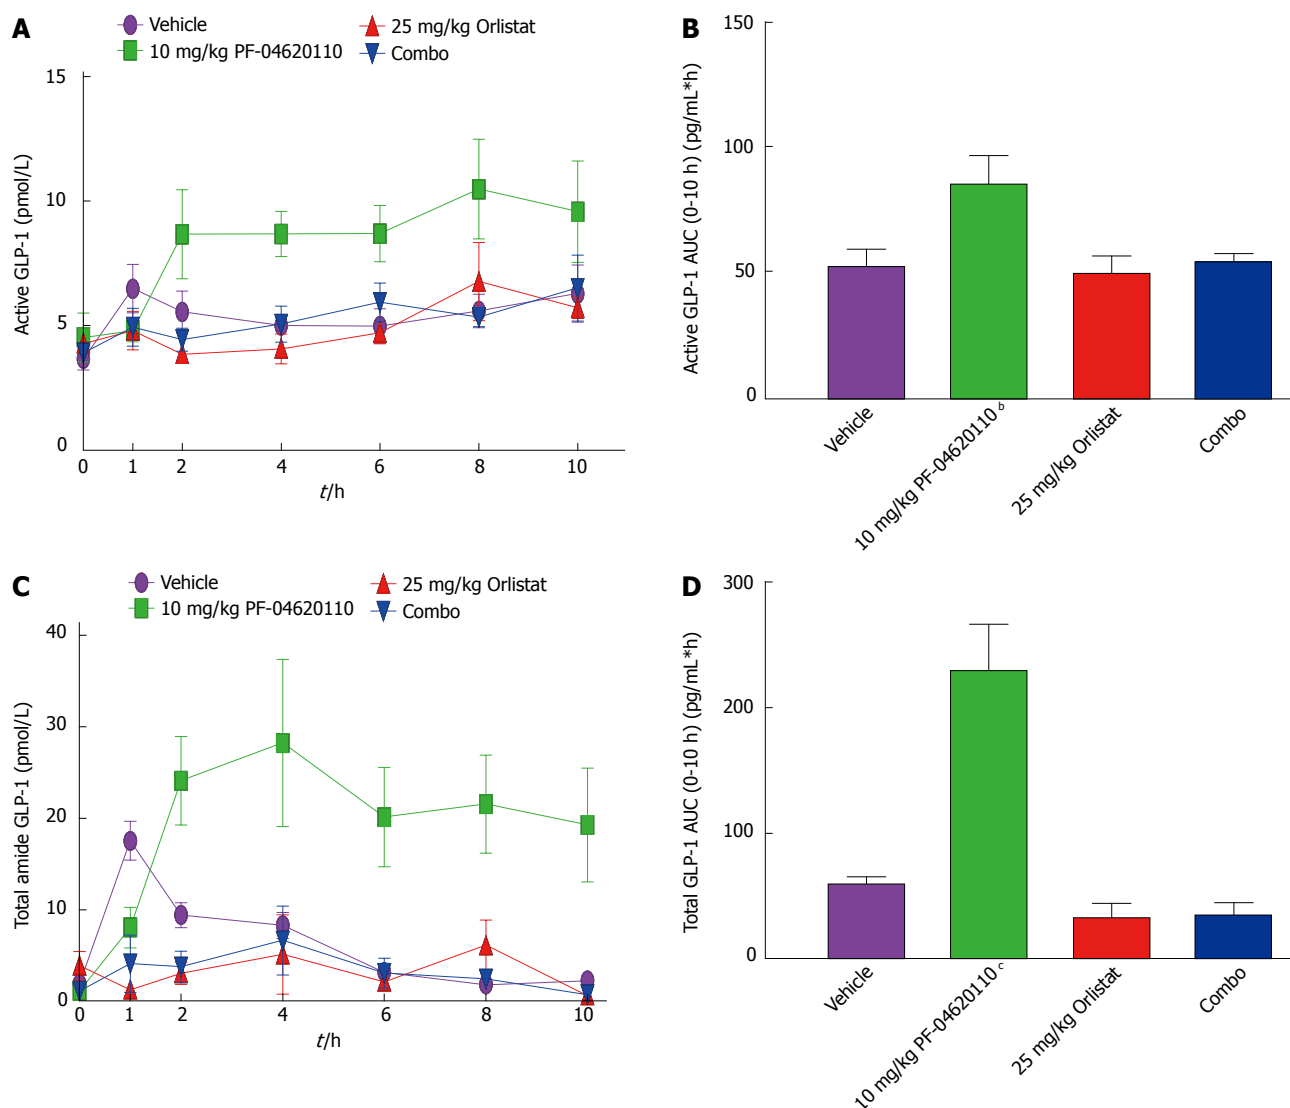 A
Vehicle
10 mg/kg PF-04620110
25 mg/kg Orlistat
Combo
Active GLP-1 (pmol/L)
15
10
5
0
0 1 2 4 6 8 10
t/h
B
Active GLP-1 AUC (0-10 h) (pg/mL*h)
150
100
50
0
Vehicle
10 mg/kg PF-04620110 b
25 mg/kg Orlistat
Combo
C
Vehicle
10 mg/kg PF-04620110
25 mg/kg Orlistat
Combo
Total amide GLP-1 (pmol/L)
40
30
20
10
0
0 1 2 4 6 8 10
t/h
D
Total GLP-1 AUC (0-10 h) (pg/mL*h)
300
200
100
0
Vehicle
10 mg/kg PF-04620110 c
25 mg/kg Orlistat
Combo